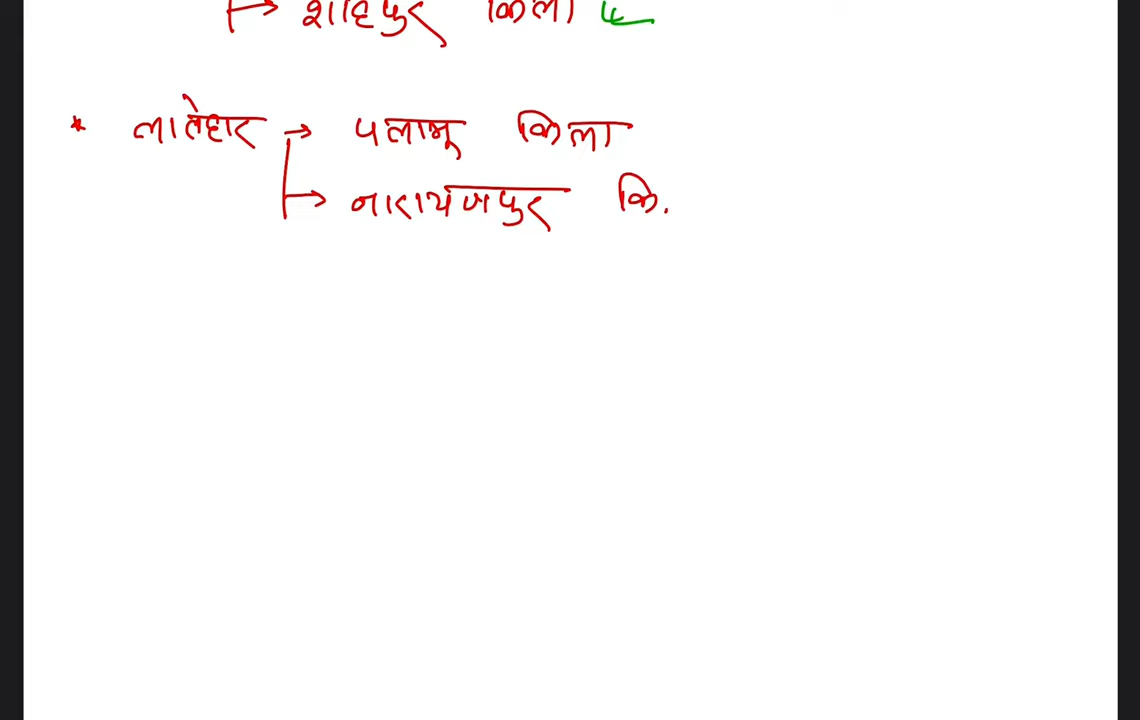 → शाहपुर किला
* लातेहार → पलामू किला
→ नारायणपुर कि.